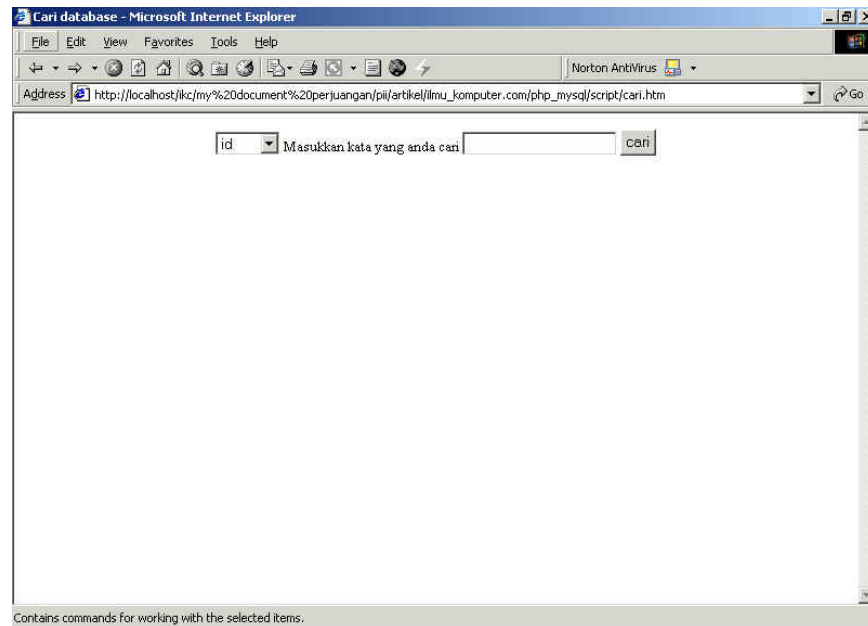 Cari database - Microsoft Internet Explorer
File Edit View Favorites Tools Help
Norton AntiVirus
Address http://localhost/ikc/my%20document%20perjuangan/pii/artikel/ilmu_komputer.com/php_mysql/script/cari.htm Go
id Masukkan kata yang anda cari cari
Contains commands for working with the selected items.